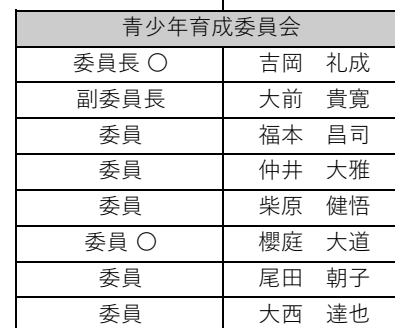 青少年育成委員会
委員長 〇 吉岡 礼成
副委員長 大前 貴寛
委員 福本 昌司
委員 仲井 大雅
委員 柴原 健悟
委員 〇 櫻庭 大道
委員 尾田 朝子
委員 大西 達也